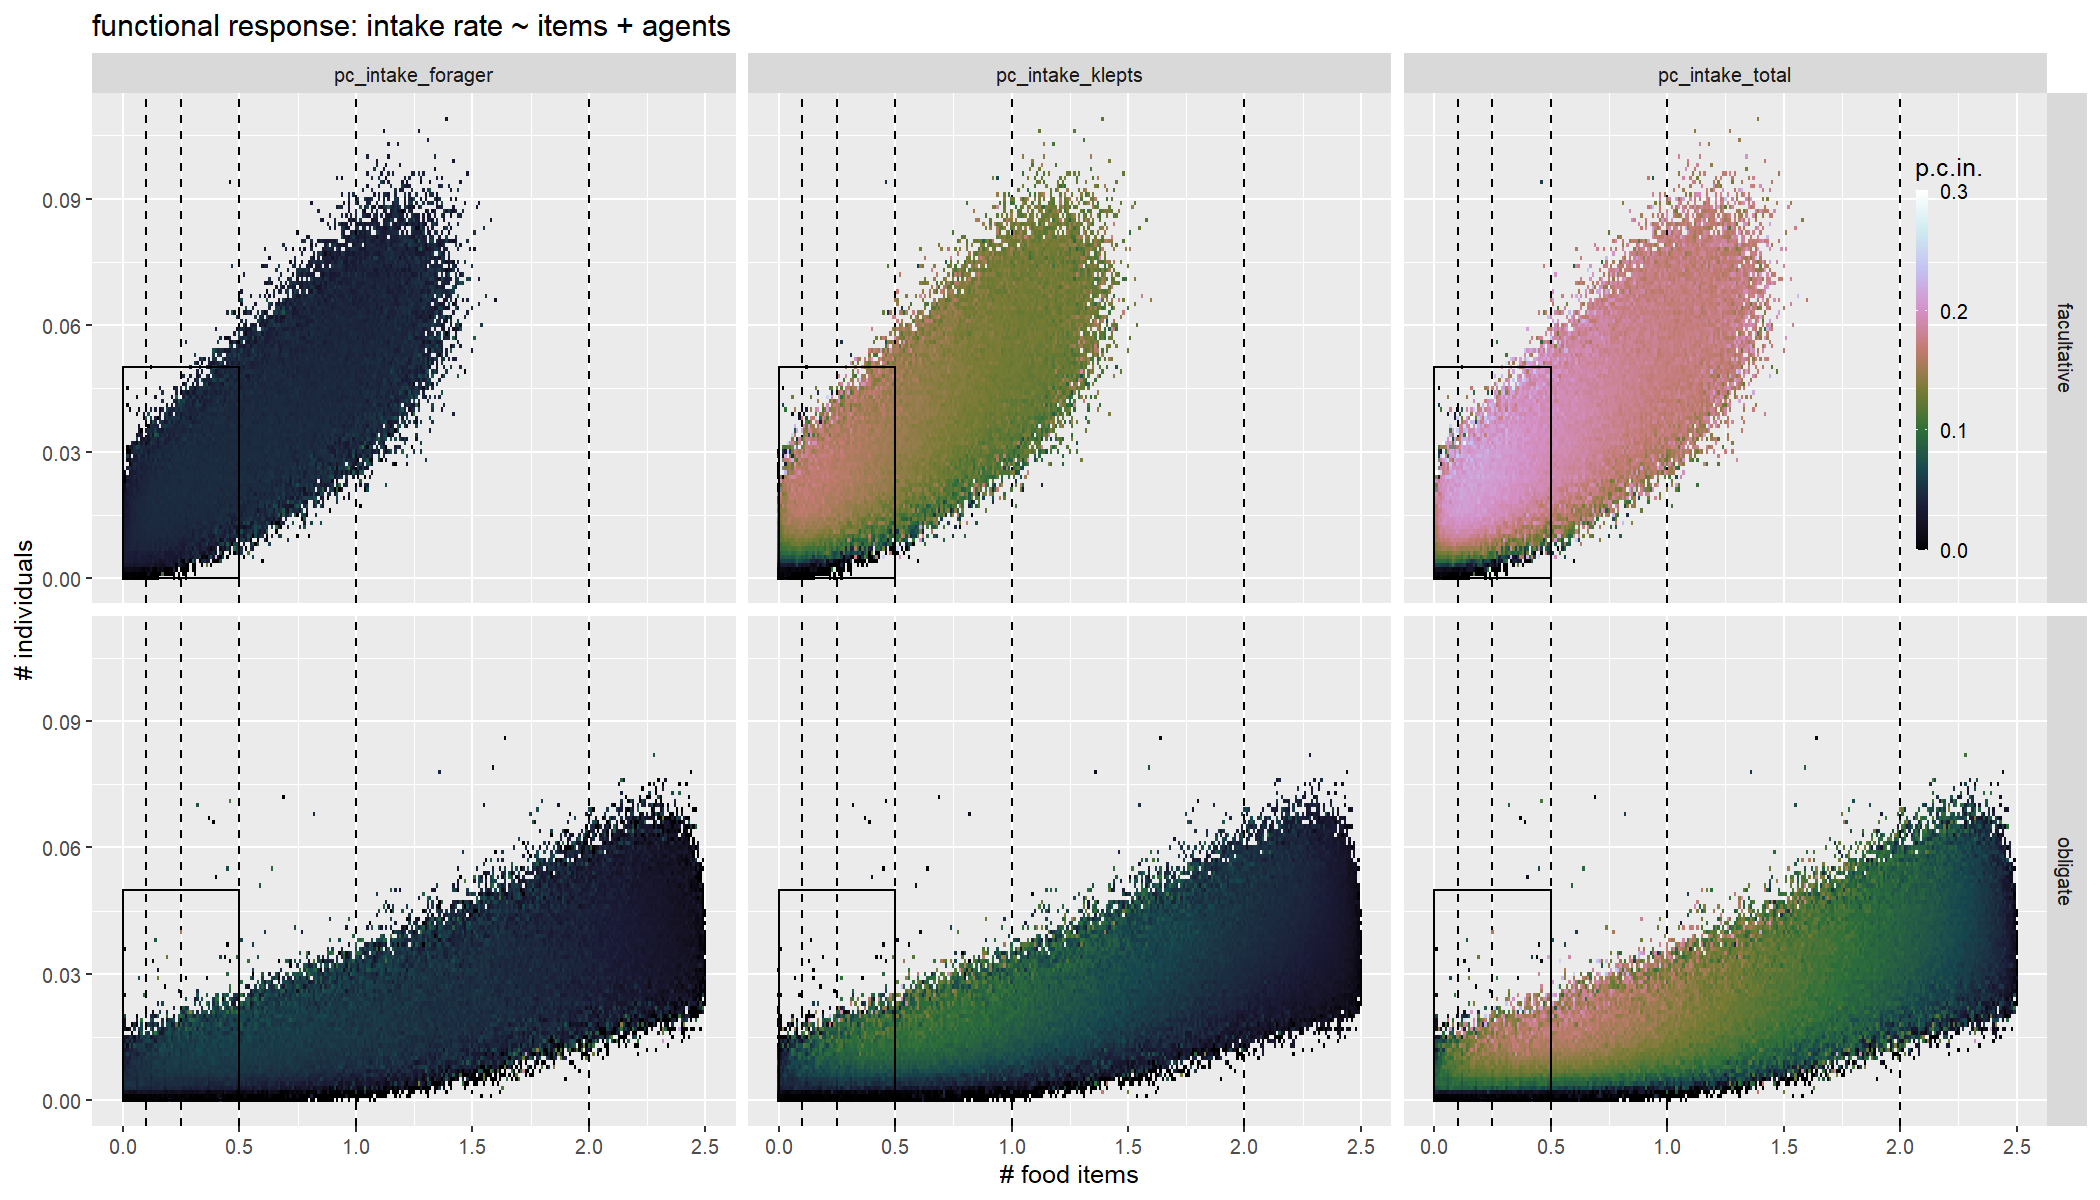 functional response: intake rate ~ items + agents
pc_intake_forager
pc_intake_klepts
pc_intake_total
p.c.in.
0.3
0.2
0.1
0.0
facultative
obligate
# individuals
0.09
0.06
0.03
0.00
0.09
0.06
0.03
0.00
0.0 0.5 1.0 1.5 2.0 2.5
0.0 0.5 1.0 1.5 2.0 2.5
0.0 0.5 1.0 1.5 2.0 2.5
# food items